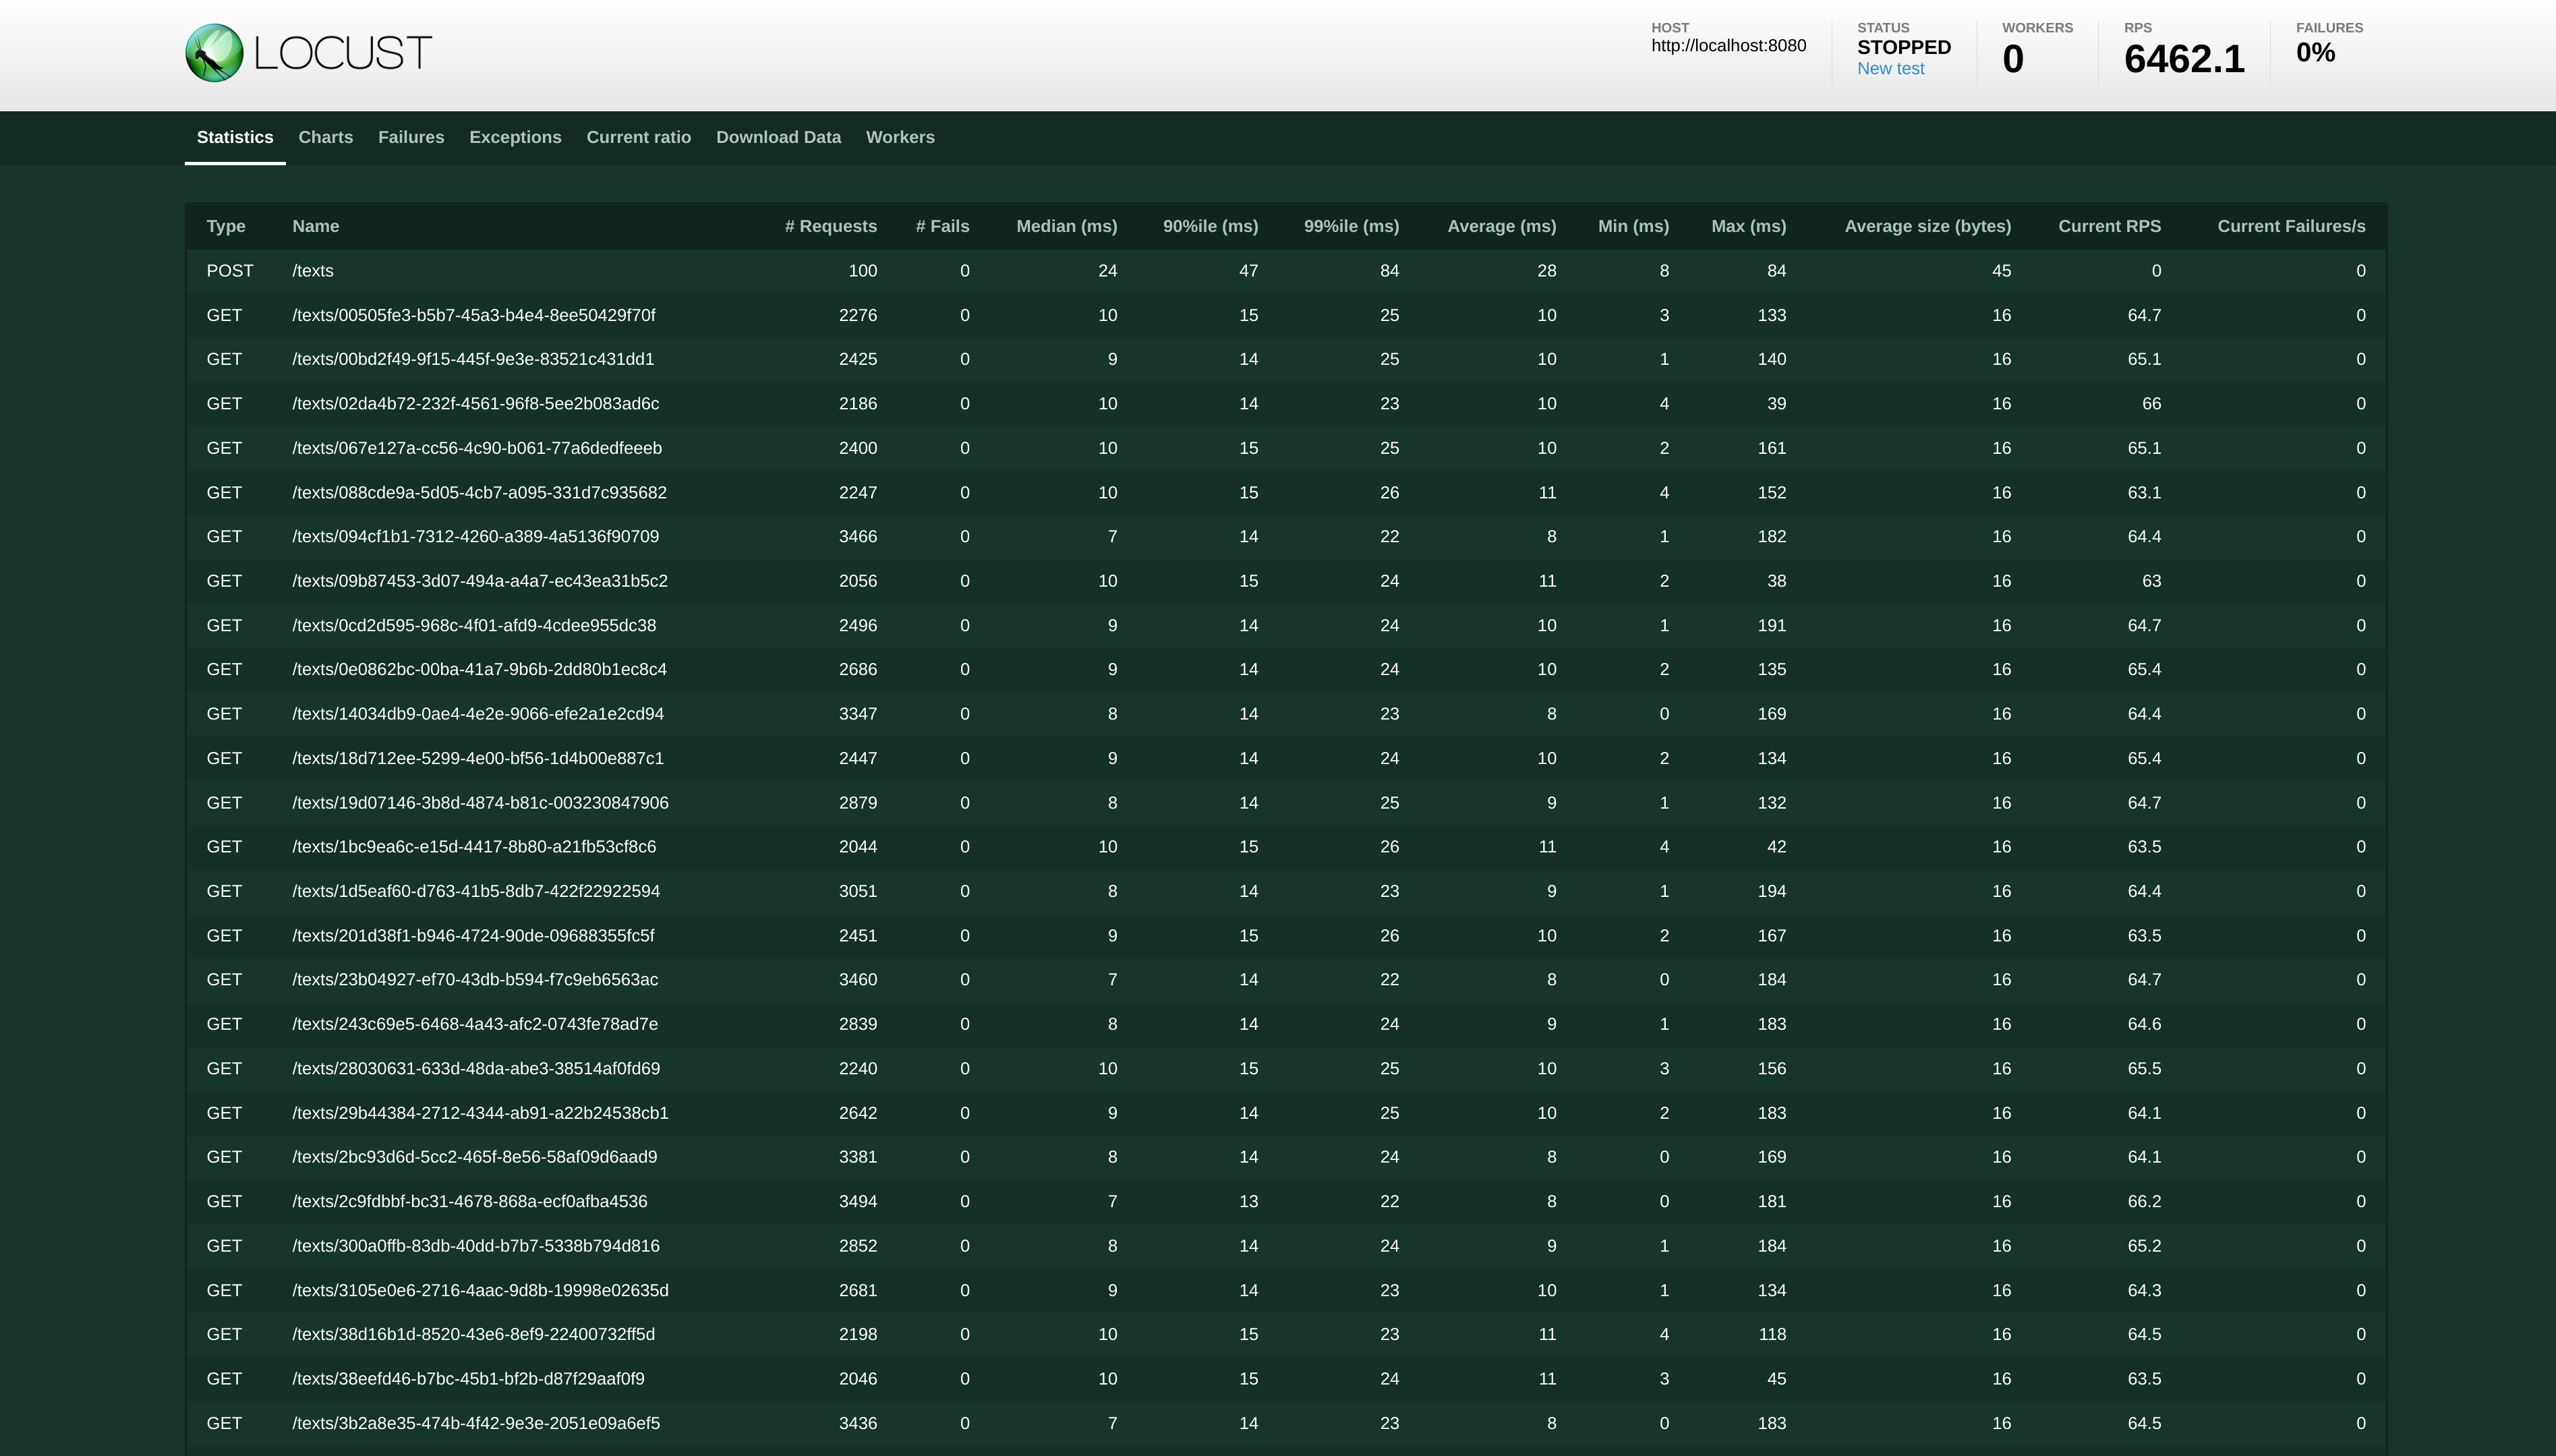 LOCUST
HOST
http://localhost:8080
STATUS
STOPPED
New test
WORKERS
0
RPS
6462.1
FAILURES
0%
Statistics Charts Failures Exceptions Current ratio Download Data Workers
Type Name # Requests # Fails Median (ms) 90%ile (ms) 99%ile (ms) Average (ms) Min (ms) Max (ms) Average size (bytes) Current RPS Current Failures/s
POST /texts 100 0 24 47 84 28 8 84 45 0 0
GET /texts/00505fe3-b5b7-45a3-b4e4-8ee50429f70f 2276 0 10 15 25 10 3 133 16 64.7 0
GET /texts/00bd2f49-9f15-445f-9e3e-83521c431dd1 2425 0 9 14 25 10 1 140 16 65.1 0
GET /texts/02da4b72-232f-4561-96f8-5ee2b083ad6c 2186 0 10 14 23 10 4 39 16 66 0
GET /texts/067e127a-cc56-4c90-b061-77a6dedfeeeb 2400 0 10 15 25 10 2 161 16 65.1 0
GET /texts/088cde9a-5d05-4cb7-a095-331d7c935682 2247 0 10 15 26 11 4 152 16 63.1 0
GET /texts/094cf1b1-7312-4260-a389-4a5136f90709 3466 0 7 14 22 8 1 182 16 64.4 0
GET /texts/09b87453-3d07-494a-a4a7-ec43ea31b5c2 2056 0 10 15 24 11 2 38 16 63 0
GET /texts/0cd2d595-968c-4f01-afd9-4cdee955dc38 2496 0 9 14 24 10 1 191 16 64.7 0
GET /texts/0e0862bc-00ba-41a7-9b6b-2dd80b1ec8c4 2686 0 9 14 24 10 2 135 16 65.4 0
GET /texts/14034db9-0ae4-4e2e-9066-efe2a1e2cd94 3347 0 8 14 23 8 0 169 16 64.4 0
GET /texts/18d712ee-5299-4e00-bf56-1d4b00e887c1 2447 0 9 14 24 10 2 134 16 65.4 0
GET /texts/19d07146-3b8d-4874-b81c-003230847906 2879 0 8 14 25 9 1 132 16 64.7 0
GET /texts/1bc9ea6c-e15d-4417-8b80-a21fb53cf8c6 2044 0 10 15 26 11 4 42 16 63.5 0
GET /texts/1d5eaf60-d763-41b5-8db7-422f22922594 3051 0 8 14 23 9 1 194 16 64.4 0
GET /texts/201d38f1-b946-4724-90de-09688355fc5f 2451 0 9 15 26 10 2 167 16 63.5 0
GET /texts/23b04927-ef70-43db-b594-f7c9eb6563ac 3460 0 7 14 22 8 0 184 16 64.7 0
GET /texts/243c69e5-6468-4a43-afc2-0743fe78ad7e 2839 0 8 14 24 9 1 183 16 64.6 0
GET /texts/28030631-633d-48da-abe3-38514af0fd69 2240 0 10 15 25 10 3 156 16 65.5 0
GET /texts/29b44384-2712-4344-ab91-a22b24538cb1 2642 0 9 14 25 10 2 183 16 64.1 0
GET /texts/2bc93d6d-5cc2-465f-8e56-58af09d6aad9 3381 0 8 14 24 8 0 169 16 64.1 0
GET /texts/2c9fdbbf-bc31-4678-868a-ecf0afba4536 3494 0 7 13 22 8 0 181 16 66.2 0
GET /texts/300a0ffb-83db-40dd-b7b7-5338b794d816 2852 0 8 14 24 9 1 184 16 65.2 0
GET /texts/3105e0e6-2716-4aac-9d8b-19998e02635d 2681 0 9 14 23 10 1 134 16 64.3 0
GET /texts/38d16b1d-8520-43e6-8ef9-22400732ff5d 2198 0 10 15 23 11 4 118 16 64.5 0
GET /texts/38eefd46-b7bc-45b1-bf2b-d87f29aaf0f9 2046 0 10 15 24 11 3 45 16 63.5 0
GET /texts/3b2a8e35-474b-4f42-9e3e-2051e09a6ef5 3436 0 7 14 23 8 0 183 16 64.5 0